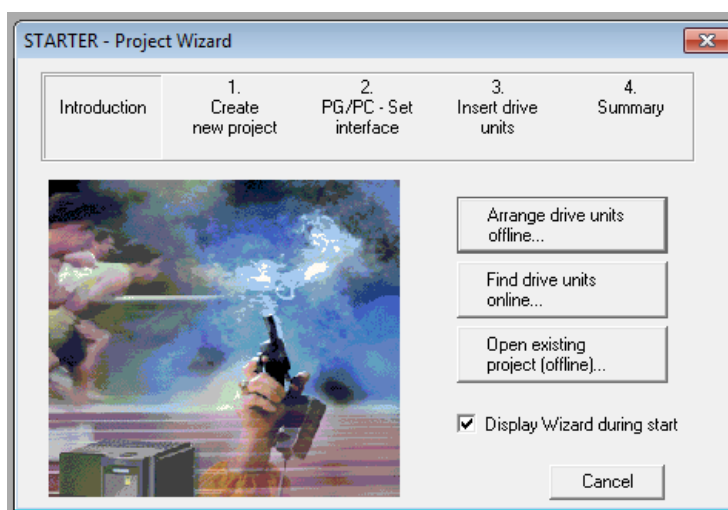 STARTER - Project Wizard
Introduction
1.
Create
new project
2.
PG/PC - Set
interface
3.
Insert drive
units
4.
Summary
Arrange drive units
offline...
Find drive units
online...
Open existing
project (offline)...
Display Wizard during start
Cancel